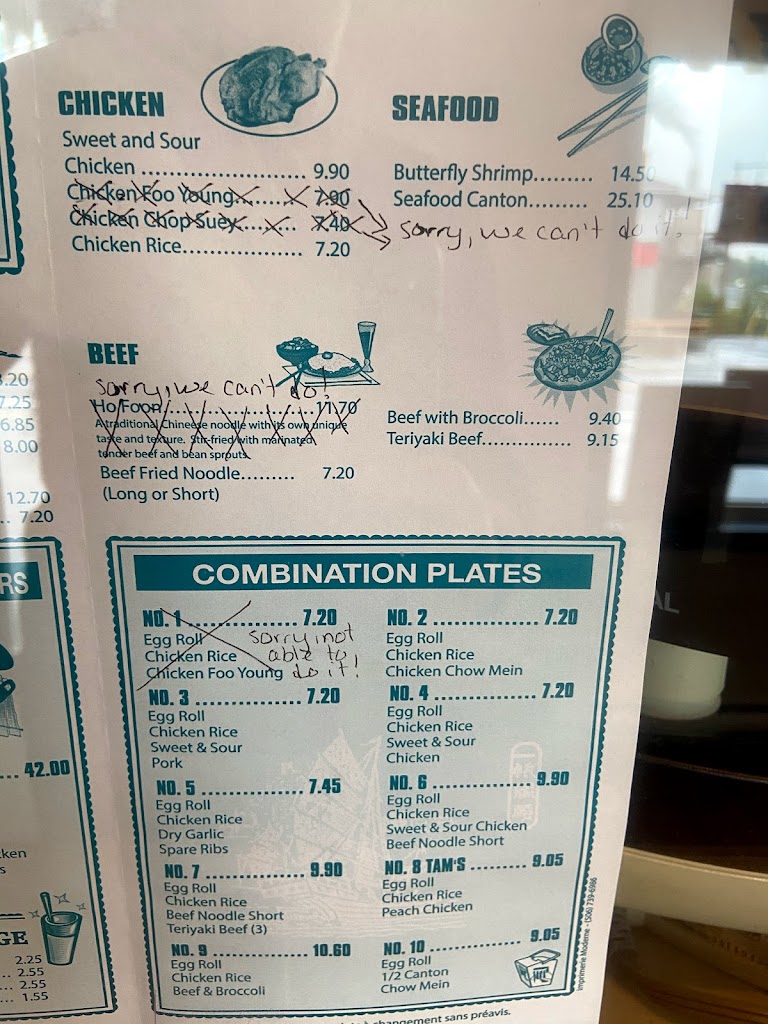 CHICKEN
Sweet and Sour
Chicken ........................... 9.90
Chicken Foo Young........... 7.90
Chicken Chop Suey.......... 7.40
Chicken Rice..................... 7.20
SEAFOOD
Butterfly Shrimp......... 14.50
Seafood Canton......... 25.10
sorry, we can't do it!
BEEF
sorry, we can't do!
Ho Foon........................... 11.70
A traditional Chinese noodle with its own unique
taste and texture. Stir-fried with marinated
tender beef and bean sprouts.
Beef Fried Noodle......... 7.20
(Long or Short)
Beef with Broccoli...... 9.40
Teriyaki Beef............... 9.15
3.20
7.25
6.85
8.00
12.70
.. 7.20
RS
... 42.00
GE
2.25
... 2.55
... 2.55
... 1.55
COMBINATION PLATES
NO. 1 .................... 7.20
Egg Roll
Chicken Rice
Chicken Foo Young
sorry not
able to
do it!
NO. 2 ........................ 7.20
Egg Roll
Chicken Rice
Chicken Chow Mein
NO. 3 ........................ 7.20
Egg Roll
Chicken Rice
Sweet & Sour
Pork
NO. 4 ...................... 7.20
Egg Roll
Chicken Rice
Sweet & Sour
Chicken
NO. 5 ....................... 7.45
Egg Roll
Chicken Rice
Dry Garlic
Spare Ribs
NO. 6 ...................... 9.90
Egg Roll
Chicken Rice
Sweet & Sour Chicken
Beef Noodle Short
NO. 7 ...................... 9.90
Egg Roll
Chicken Rice
Beef Noodle Short
Teriyaki Beef (3)
NO. 8 TAM'S ......... 9.05
Egg Roll
Chicken Rice
Peach Chicken
NO. 9 .................... 10.60
Egg Roll
Chicken Rice
Beef & Broccoli
NO. 10 .................... 9.05
Egg Roll
1/2 Canton
Chow Mein
Imprimerie Moderne - (506) 739-6986
changement sans préavis.
AL